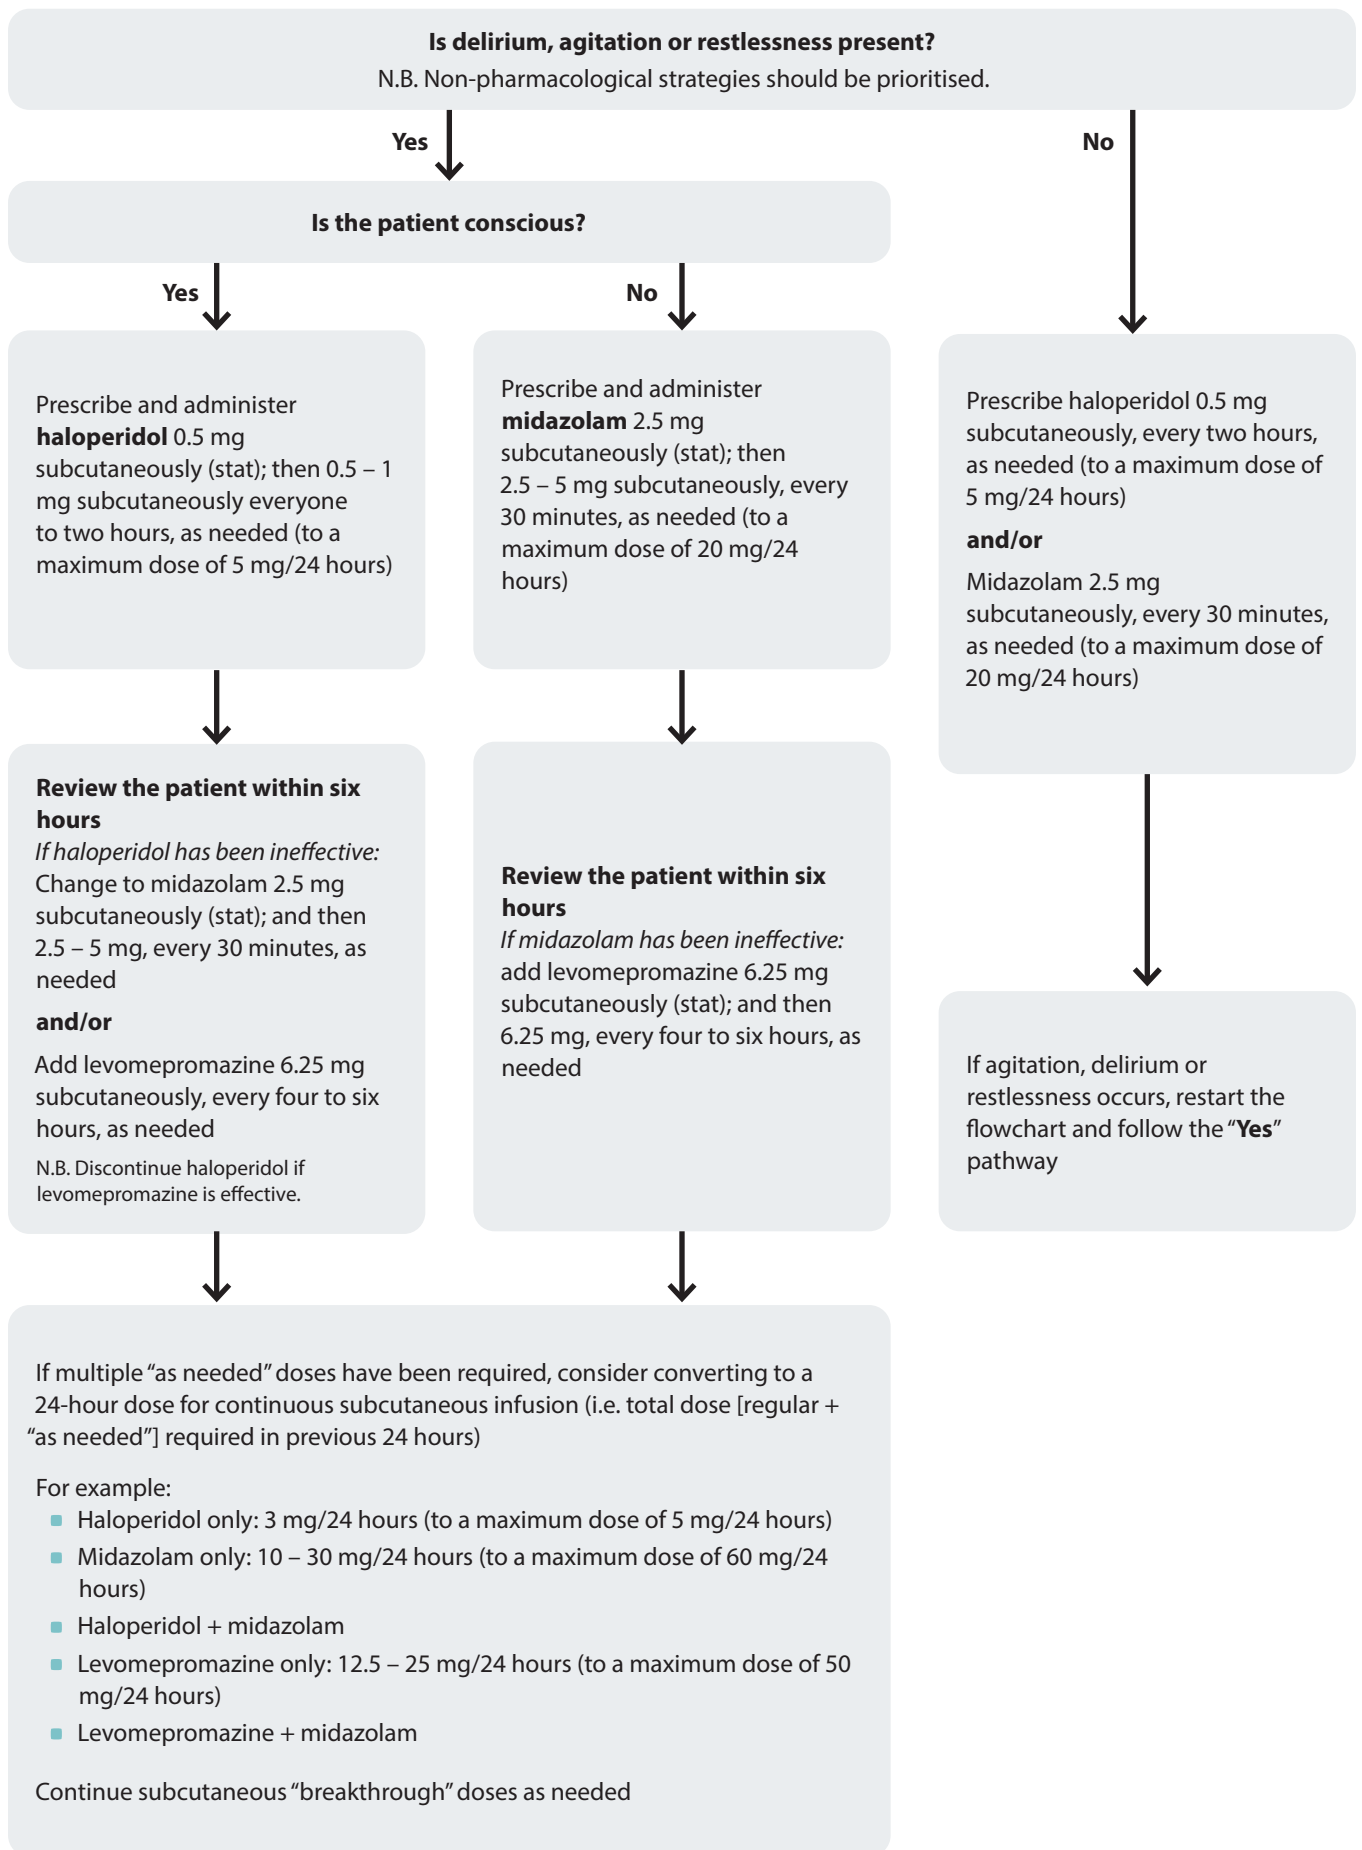 Is delirium, agitation or restlessness present?
N.B. Non-pharmacological strategies should be prioritised.
Yes
No
Is the patient conscious?
Yes
No
Prescribe and administer
haloperidol 0.5 mg
subcutaneously (stat); then 0.5 – 1
mg subcutaneously everyone
to two hours, as needed (to a
maximum dose of 5 mg/24 hours)
Prescribe and administer
midazolam 2.5 mg
subcutaneously (stat); then
2.5 – 5 mg subcutaneously, every
30 minutes, as needed (to a
maximum dose of 20 mg/24
hours)
Prescribe haloperidol 0.5 mg
subcutaneously, every two hours,
as needed (to a maximum dose of
5 mg/24 hours)
and/or
Midazolam 2.5 mg
subcutaneously, every 30 minutes,
as needed (to a maximum dose of
20 mg/24 hours)
Review the patient within six
hours
If haloperidol has been ineffective:
Change to midazolam 2.5 mg
subcutaneously (stat); and then
2.5 – 5 mg, every 30 minutes, as
needed
and/or
Add levomepromazine 6.25 mg
subcutaneously, every four to six
hours, as needed
N.B. Discontinue haloperidol if
levomepromazine is effective.
Review the patient within six
hours
If midazolam has been ineffective:
add levomepromazine 6.25 mg
subcutaneously (stat); and then
6.25 mg, every four to six hours, as
needed
If agitation, delirium or
restlessness occurs, restart the
flowchart and follow the “Yes”
pathway
If multiple “as needed” doses have been required, consider converting to a
24-hour dose for continuous subcutaneous infusion (i.e. total dose [regular +
“as needed”] required in previous 24 hours)
For example:
Haloperidol only: 3 mg/24 hours (to a maximum dose of 5 mg/24 hours)
Midazolam only: 10 – 30 mg/24 hours (to a maximum dose of 60 mg/24
hours)
Haloperidol + midazolam
Levomepromazine only: 12.5 – 25 mg/24 hours (to a maximum dose of 50
mg/24 hours)
Levomepromazine + midazolam
Continue subcutaneous “breakthrough” doses as needed